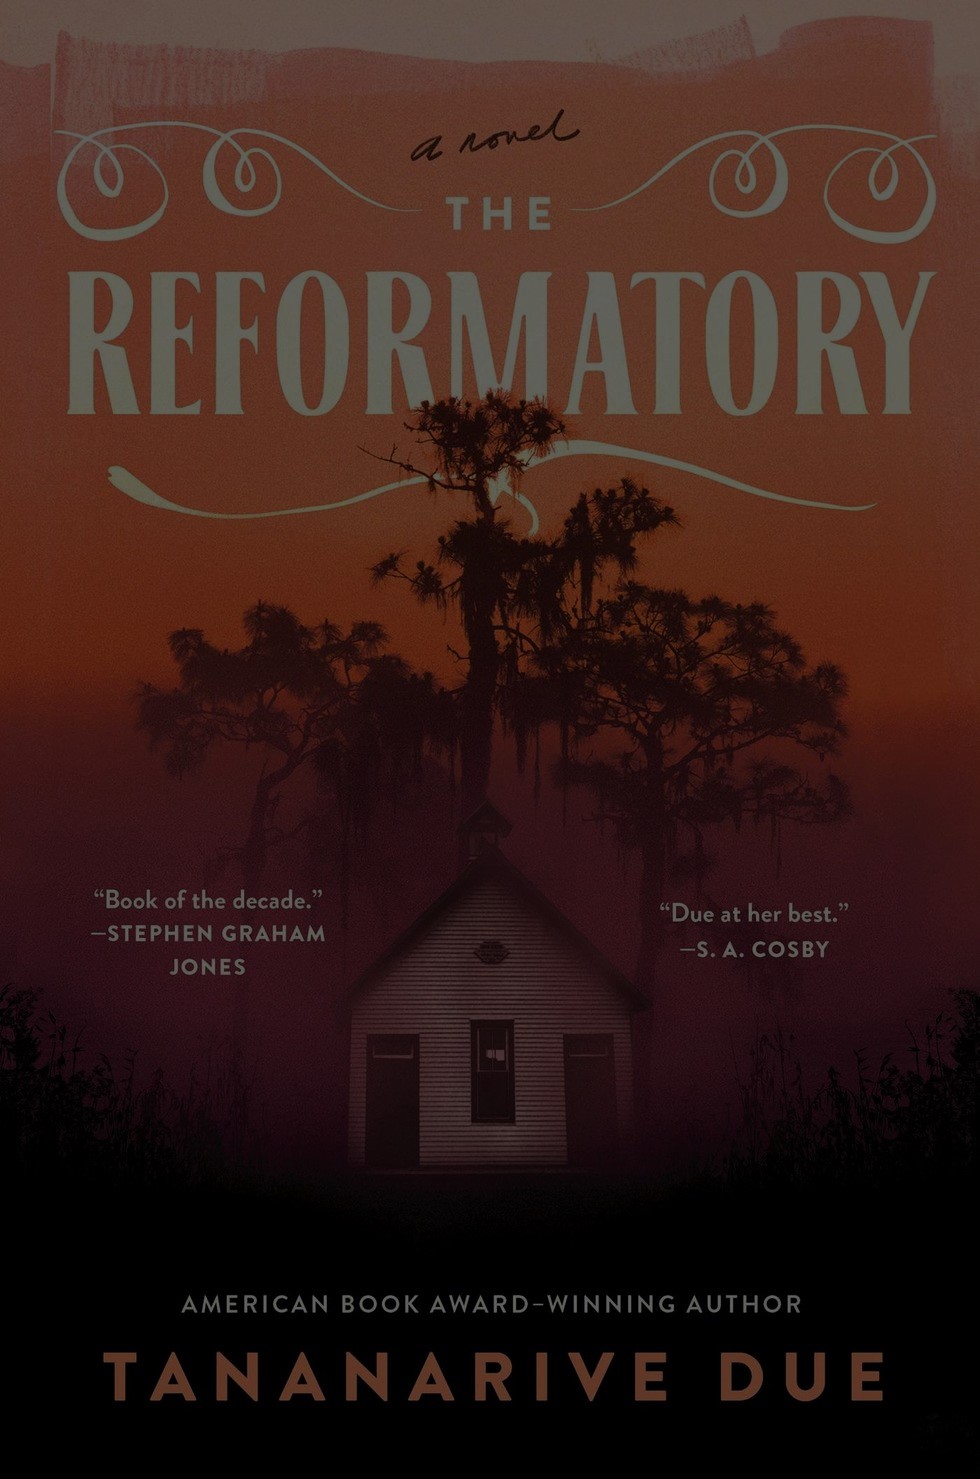 a novel
THE
REFORMATORY
“Book of the decade.”
—STEPHEN GRAHAM
JONES
“Due at her best.”
—S. A. COSBY
AMERICAN BOOK AWARD–WINNING AUTHOR
TANANARIVE DUE